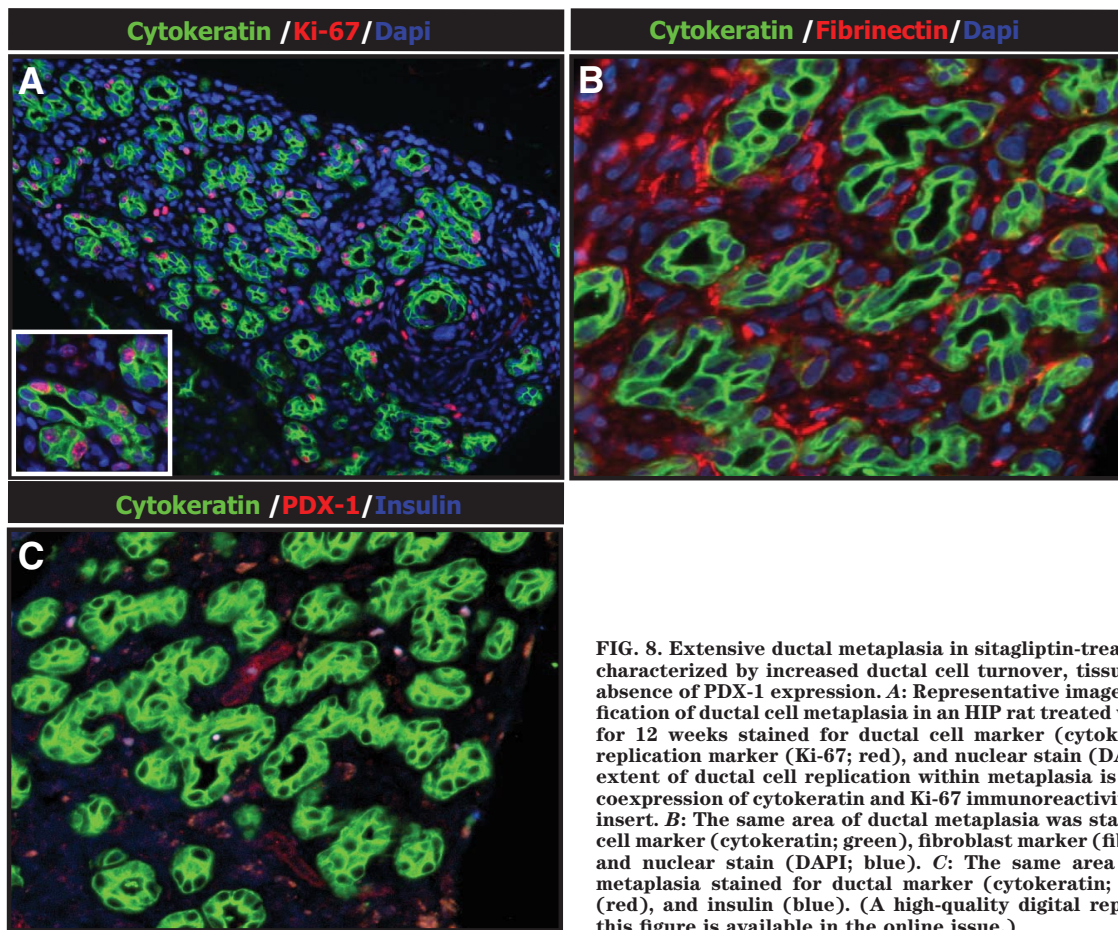 Cytokeratin /Ki-67/Dapi
A
Cytokeratin /Fibrinectin/Dapi
B
Cytokeratin /PDX-1/Insulin
C
FIG. 8. Extensive ductal metaplasia in sitagliptin-trea
characterized by increased ductal cell turnover, tissu
absence of PDX-1 expression. A: Representative image
fication of ductal cell metaplasia in an HIP rat treated
for 12 weeks stained for ductal cell marker (cytok
replication marker (Ki-67; red), and nuclear stain (DA
extent of ductal cell replication within metaplasia is
coexpression of cytokeratin and Ki-67 immunoreactivi
insert. B: The same area of ductal metaplasia was sta
cell marker (cytokeratin; green), fibroblast marker (fi
and nuclear stain (DAPI; blue). C: The same area
metaplasia stained for ductal marker (cytokeratin;
(red), and insulin (blue). (A high-quality digital rep
this figure is available in the online issue.)